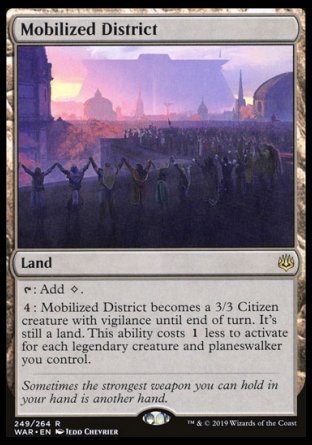 Mobilized District
Land
: Add .
4 : Mobilized District becomes a 3/3 Citizen
creature with vigilance until end of turn. It's
still a land. This ability costs 1 less to activate
for each legendary creature and planeswalker
you control.
Sometimes the strongest weapon you can hold in
your hand is another hand.
249/264 R
WAR • EN Jedd Chevrier
™ & © 2019 Wizards of the Coast